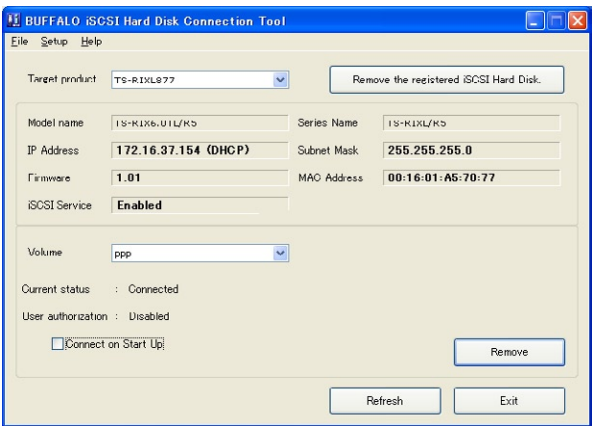 BUFFALO iSCSI Hard Disk Connection Tool
File Setup Help
Target product TS-RIXL877 Remove the registered iSCSI Hard Disk.
Model name TS-RIX6.0TL/R5 Series Name TS-RIXL/R5
IP Address 172.16.37.154 (DHCP) Subnet Mask 255.255.255.0
Firmware 1.01 MAC Address 00:16:01:A5:70:77
iSCSI Service Enabled
Volume ppp
Current status : Connected
User authorization : Disabled
Connect on Start Up
Remove
Refresh Exit